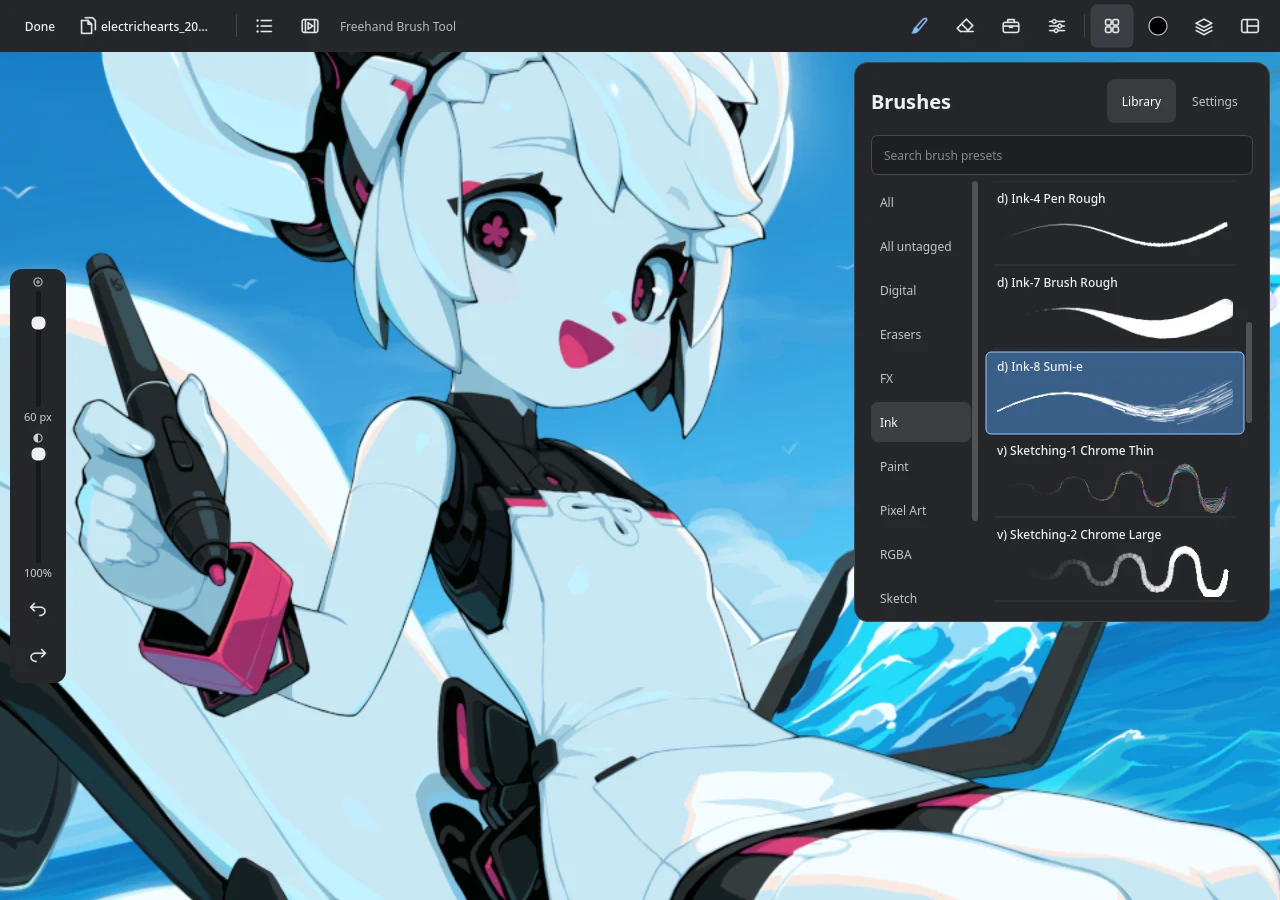 Done
electrichearts_20...
Freehand Brush Tool
Brushes
Library
Settings
Search brush presets
All
All untagged
Digital
Erasers
FX
Ink
Paint
Pixel Art
RGBA
Sketch
d) Ink-4 Pen Rough
d) Ink-7 Brush Rough
d) Ink-8 Sumi-e
v) Sketching-1 Chrome Thin
v) Sketching-2 Chrome Large
60 px
100%